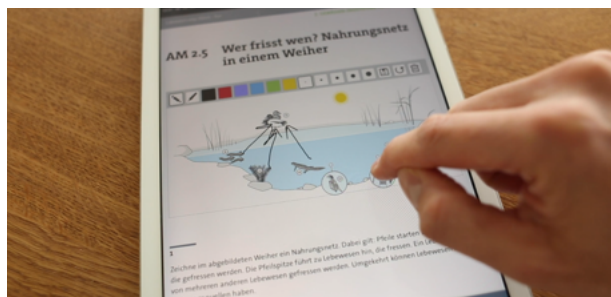 AM 2.5 Wer frisst wen? Nahrungsnetz
in einem Weiher
1
Zeichne im abgebildeten Weiher ein Nahrungsnetz. Dabei gilt: Pfeile starten
die gefressen werden. Die Pfeilspitze führt zu Lebewesen hin, die fressen. Ein
von mehreren anderen Lebewesen gefressen werden. Umgekehrt können Lebewesen
haben.